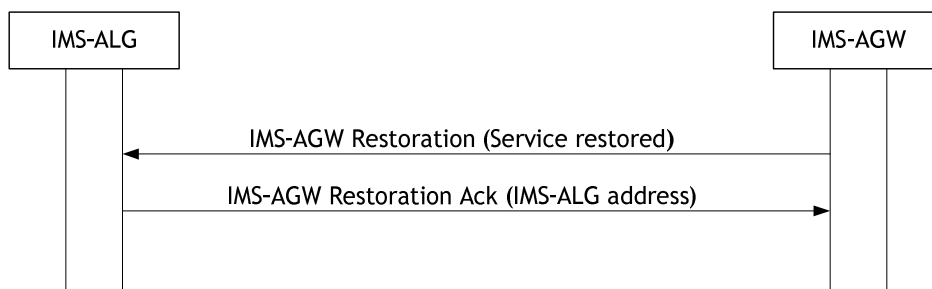 IMS-ALG
IMS-AGW
IMS-AGW Restoration (Service restored)
IMS-AGW Restoration Ack (IMS-ALG address)